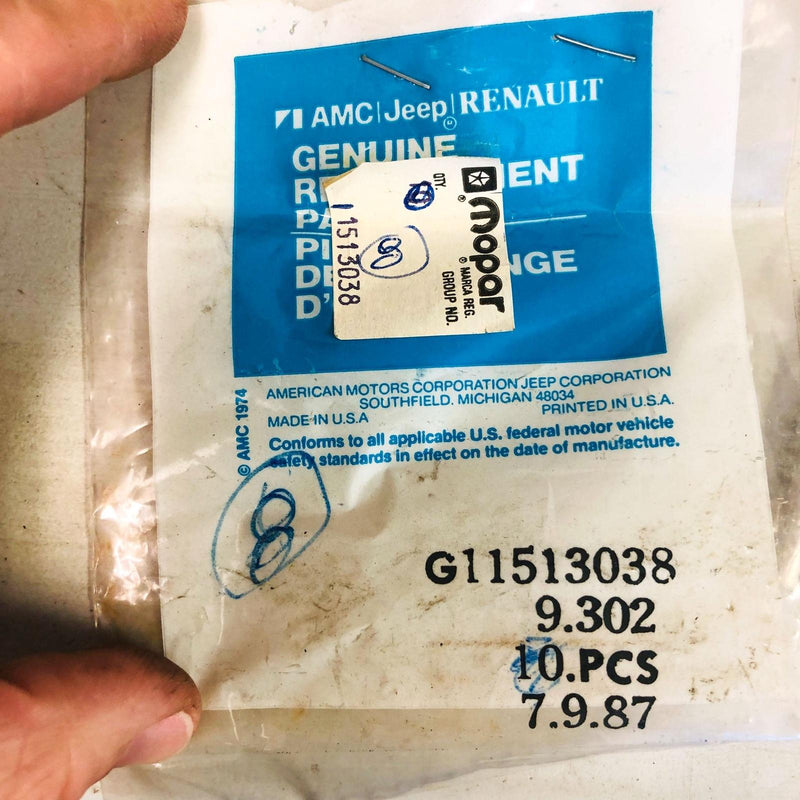 AMC|Jeep|RENAULT
®
GENUINE
PI
DE NGE
D'
Mopar
®
® MARCA REG.
GROUP NO.
QTY.
8
11513038
AMERICAN MOTORS CORPORATION JEEP CORPORATION
SOUTHFIELD, MICHIGAN 48034
MADE IN U.S.A
PRINTED IN U.S.A.
Conforms to all applicable U.S. federal motor vehicle
safety standards in effect on the date of manufacture.
© AMC 1974
8
G11513038
9.302
10.PCS
7.9.87